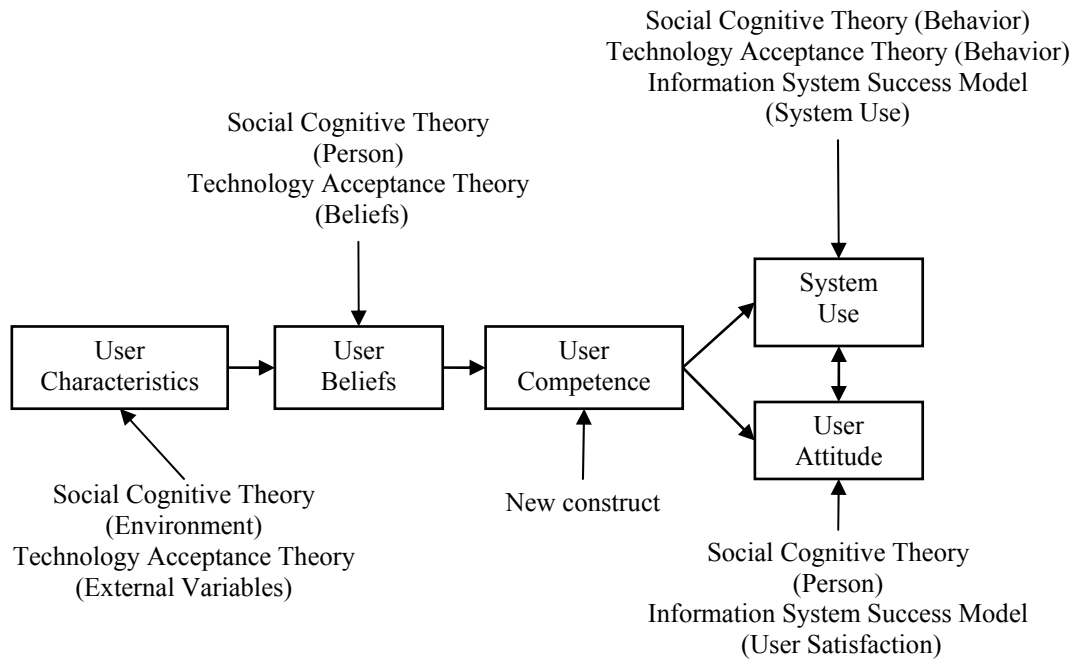 Social Cognitive Theory (Behavior)
Technology Acceptance Theory (Behavior)
Information System Success Model
(System Use)
Social Cognitive Theory
(Person)
Technology Acceptance Theory
(Beliefs)
System
Use
User
Characteristics
User
Beliefs
User
Competence
User
Attitude
Social Cognitive Theory
(Environment)
Technology Acceptance Theory
(External Variables)
New construct
Social Cognitive Theory
(Person)
Information System Success Model
(User Satisfaction)